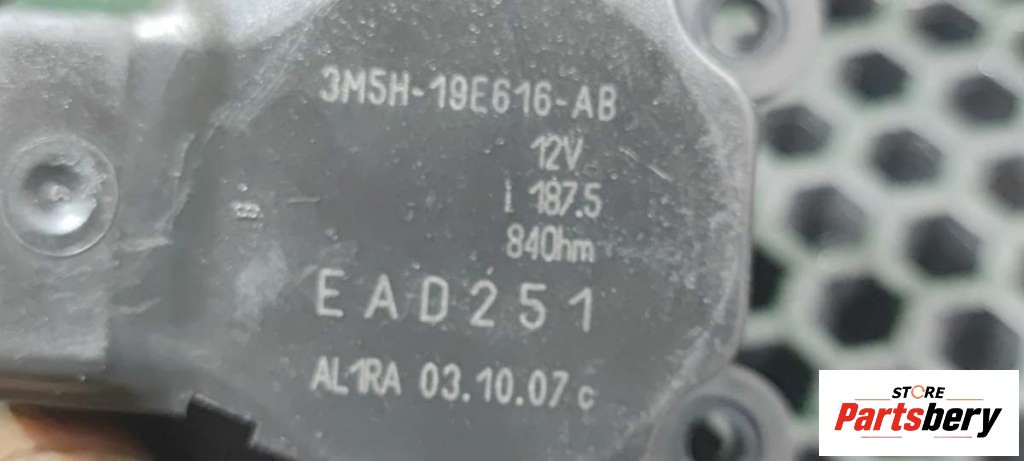 3M5H-19E616-AB
12V
I 187.5
84Ohm
EAD251
AL1RA 03.10.07 c
STORE
Partsbery